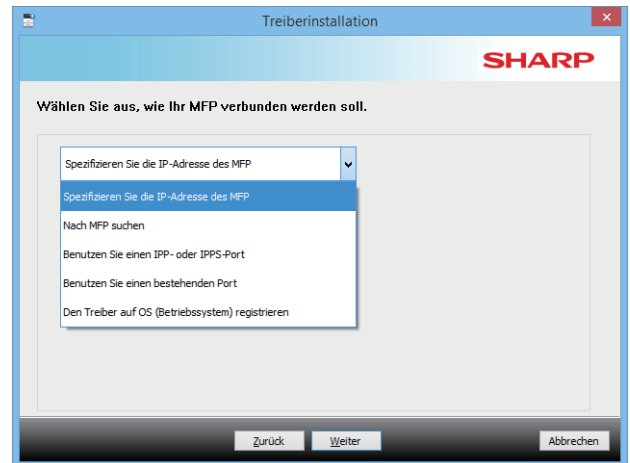 Treiberinstallation
SHARP
Wählen Sie aus, wie Ihr MFP verbunden werden soll.
Spezifizieren Sie die IP-Adresse des MFP
Spezifizieren Sie die IP-Adresse des MFP
Nach MFP suchen
Benutzen Sie einen IPP- oder IPPS-Port
Benutzen Sie einen bestehenden Port
Den Treiber auf OS (Betriebssystem) registrieren
Zurück Weiter Abbrechen